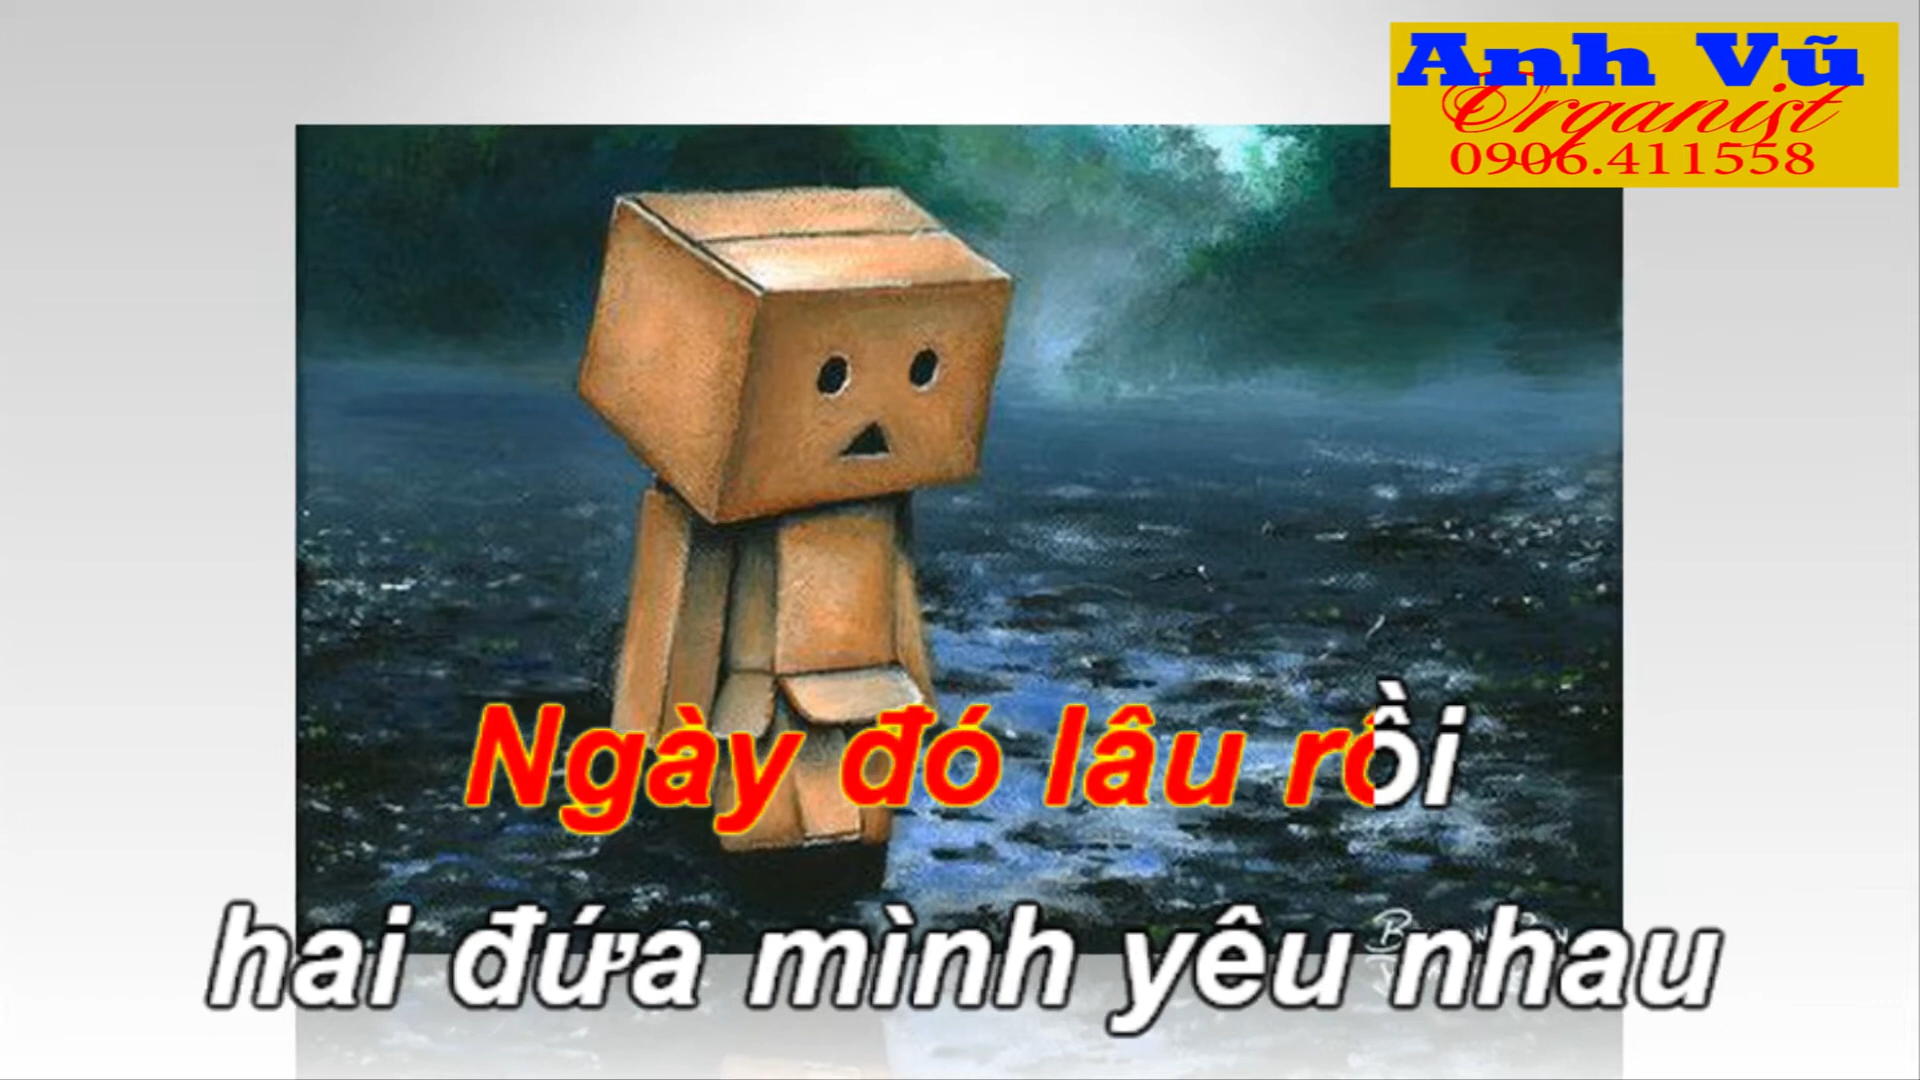 Anh Vũ
Organist
0906.411558
Ngày đó lâu rồi
hai đứa mình yêu nhau